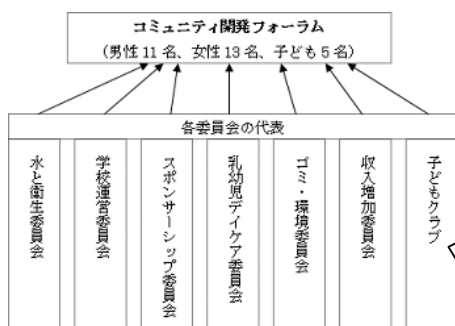 コミュニティ開発フォーラム
（男性11名、女性13名、子ども5名）
各委員会の代表
水と衛生委員会
学校運営委員会
スポンサーシップ委員会
乳幼児デイケア委員会
ゴミ・環境委員会
収入増加委員会
子どもクラブ